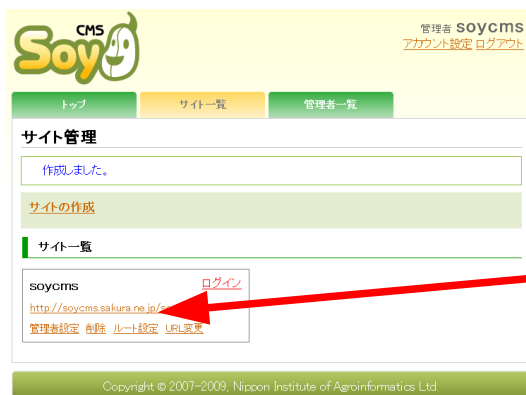 CMS
Soy
管理者 soycms
アカウント設定 ログアウト
トップ サイト一覧 管理者一覧
サイト管理
作成しました。
サイトの作成
サイト一覧
soycms ログイン
http://soycms.sakura.ne.jp/
管理者設定 削除 ルート設定 URL変更
Copyright © 2007-2009, Nippon Institute of Agroinformatics Ltd.